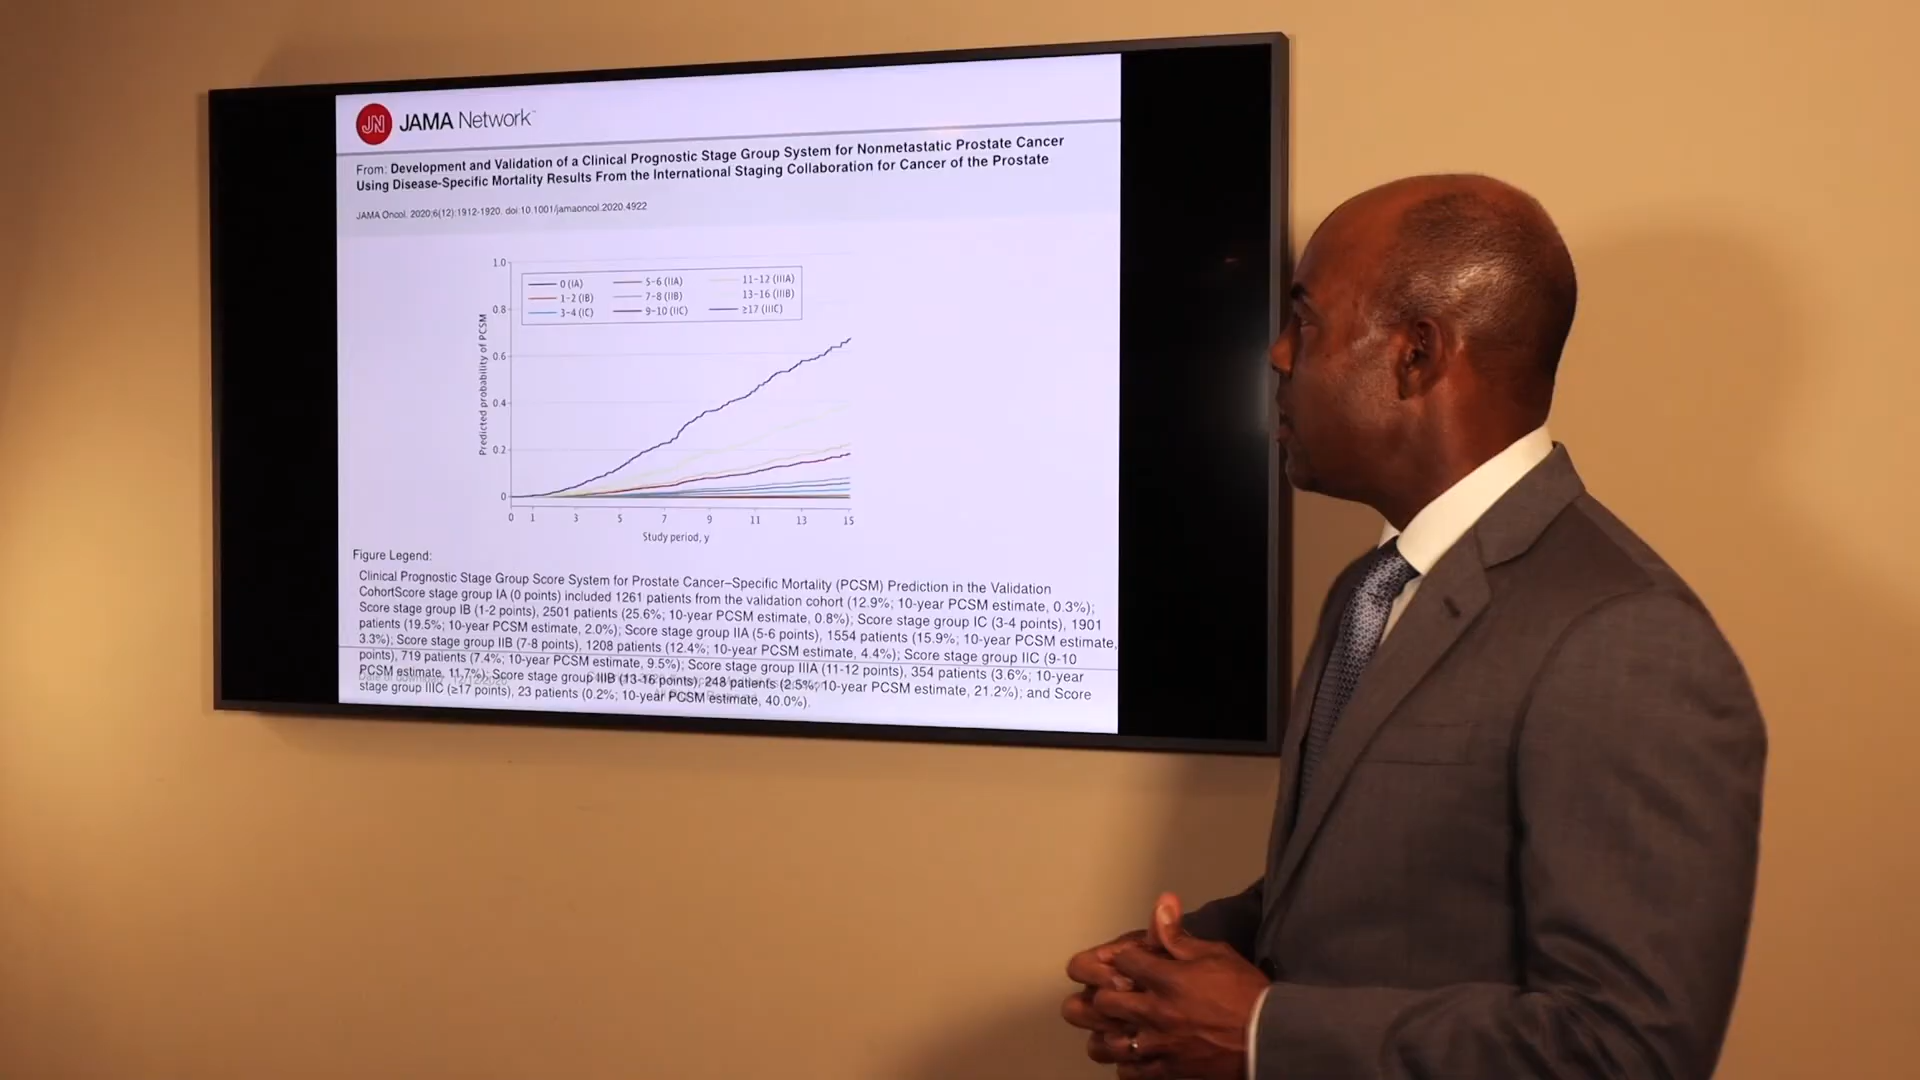 JN JAMA Network™
From: Development and Validation of a Clinical Prognostic Stage Group System for Nonmetastatic Prostate Cancer
Using Disease-Specific Mortality Results From the International Staging Collaboration for Cancer of the Prostate
JAMA Oncol. 2020;6(12):1912-1920. doi:10.1001/jamaoncol.2020.4922
1.0
0.8
0.6
0.4
0.2
0
Predicted probability of PCSM
0 (IA) 5-6 (IIA) 11-12 (IIIA)
1-2 (IB) 7-8 (IIB) 13-16 (IIIB)
3-4 (IC) 9-10 (IIC) ≥17 (IIIC)
0 1 3 5 7 9 11 13 15
Study period, y
Figure Legend:
Clinical Prognostic Stage Group Score System for Prostate Cancer–Specific Mortality (PCSM) Prediction in the Validation
CohortScore stage group IA (0 points) included 1261 patients from the validation cohort (12.9%; 10-year PCSM estimate, 0.3%);
Score stage group IB (1-2 points), 2501 patients (25.6%; 10-year PCSM estimate, 0.8%); Score stage group IC (3-4 points), 1901
patients (19.5%; 10-year PCSM estimate, 2.0%); Score stage group IIA (5-6 points), 1554 patients (15.9%; 10-year PCSM estimate,
3.3%); Score stage group IIB (7-8 points), 1208 patients (12.4%; 10-year PCSM estimate, 4.4%); Score stage group IIC (9-10
points), 719 patients (7.4%; 10-year PCSM estimate, 9.5%); Score stage group IIIA (11-12 points), 354 patients (3.6%; 10-year
PCSM estimate, 11.7%); Score stage group IIIB (13-16 points), 248 patients (2.5%; 10-year PCSM estimate, 21.2%); and Score
stage group IIIC (≥17 points), 23 patients (0.2%; 10-year PCSM estimate, 40.0%).